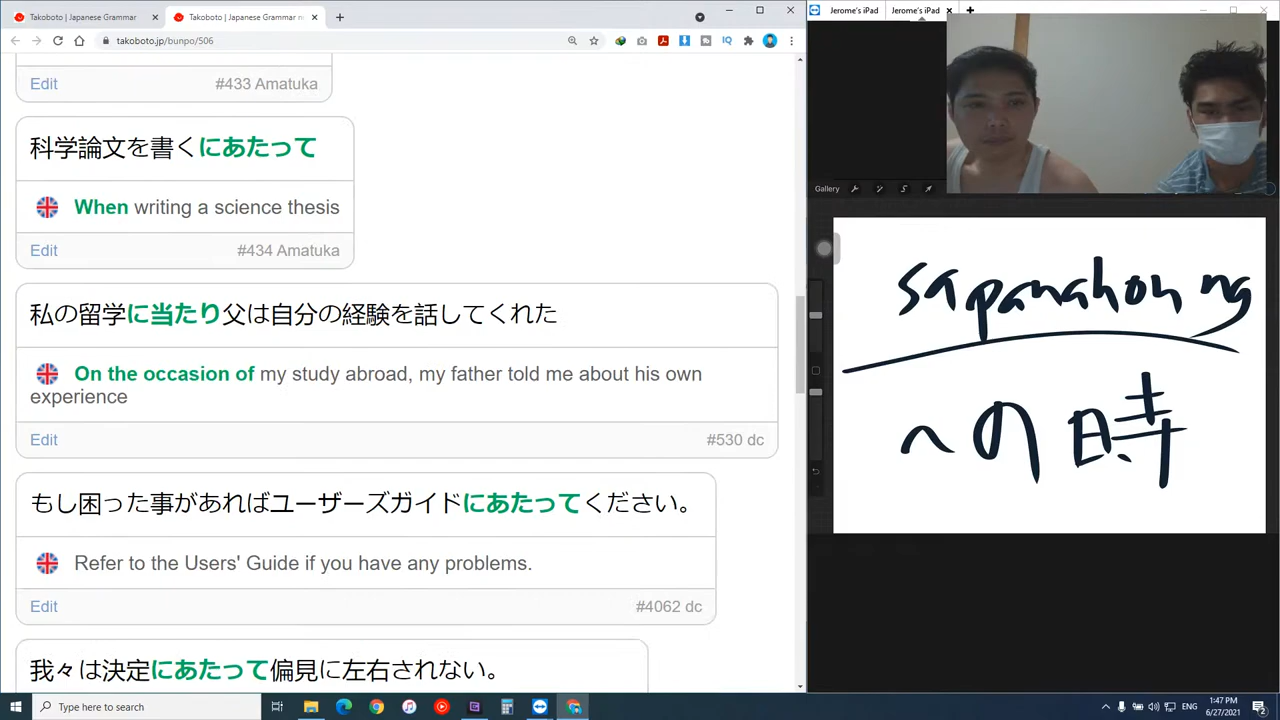 Takoboto | Japanese Gramma
Takoboto | Japanese Grammar n
Jerome's iPad
Jerome's iPad
takoboto.jp/bunpo/506
Edit
#433 Amatuka
科学論文を書くにあたって
When writing a science thesis
Edit
#434 Amatuka
私の留学に当たり父は自分の経験を話してくれた
On the occasion of my study abroad, my father told me about his own
experience
Edit
#530 dc
もし困った事があればユーザーズガイドにあたってください。
Refer to the Users' Guide if you have any problems.
Edit
#4062 dc
我々は決定にあたって偏見に左右されない。
Gallery
sapanahon ng
〜の時
Type here to search
ENG
1:47 PM
6/27/2021